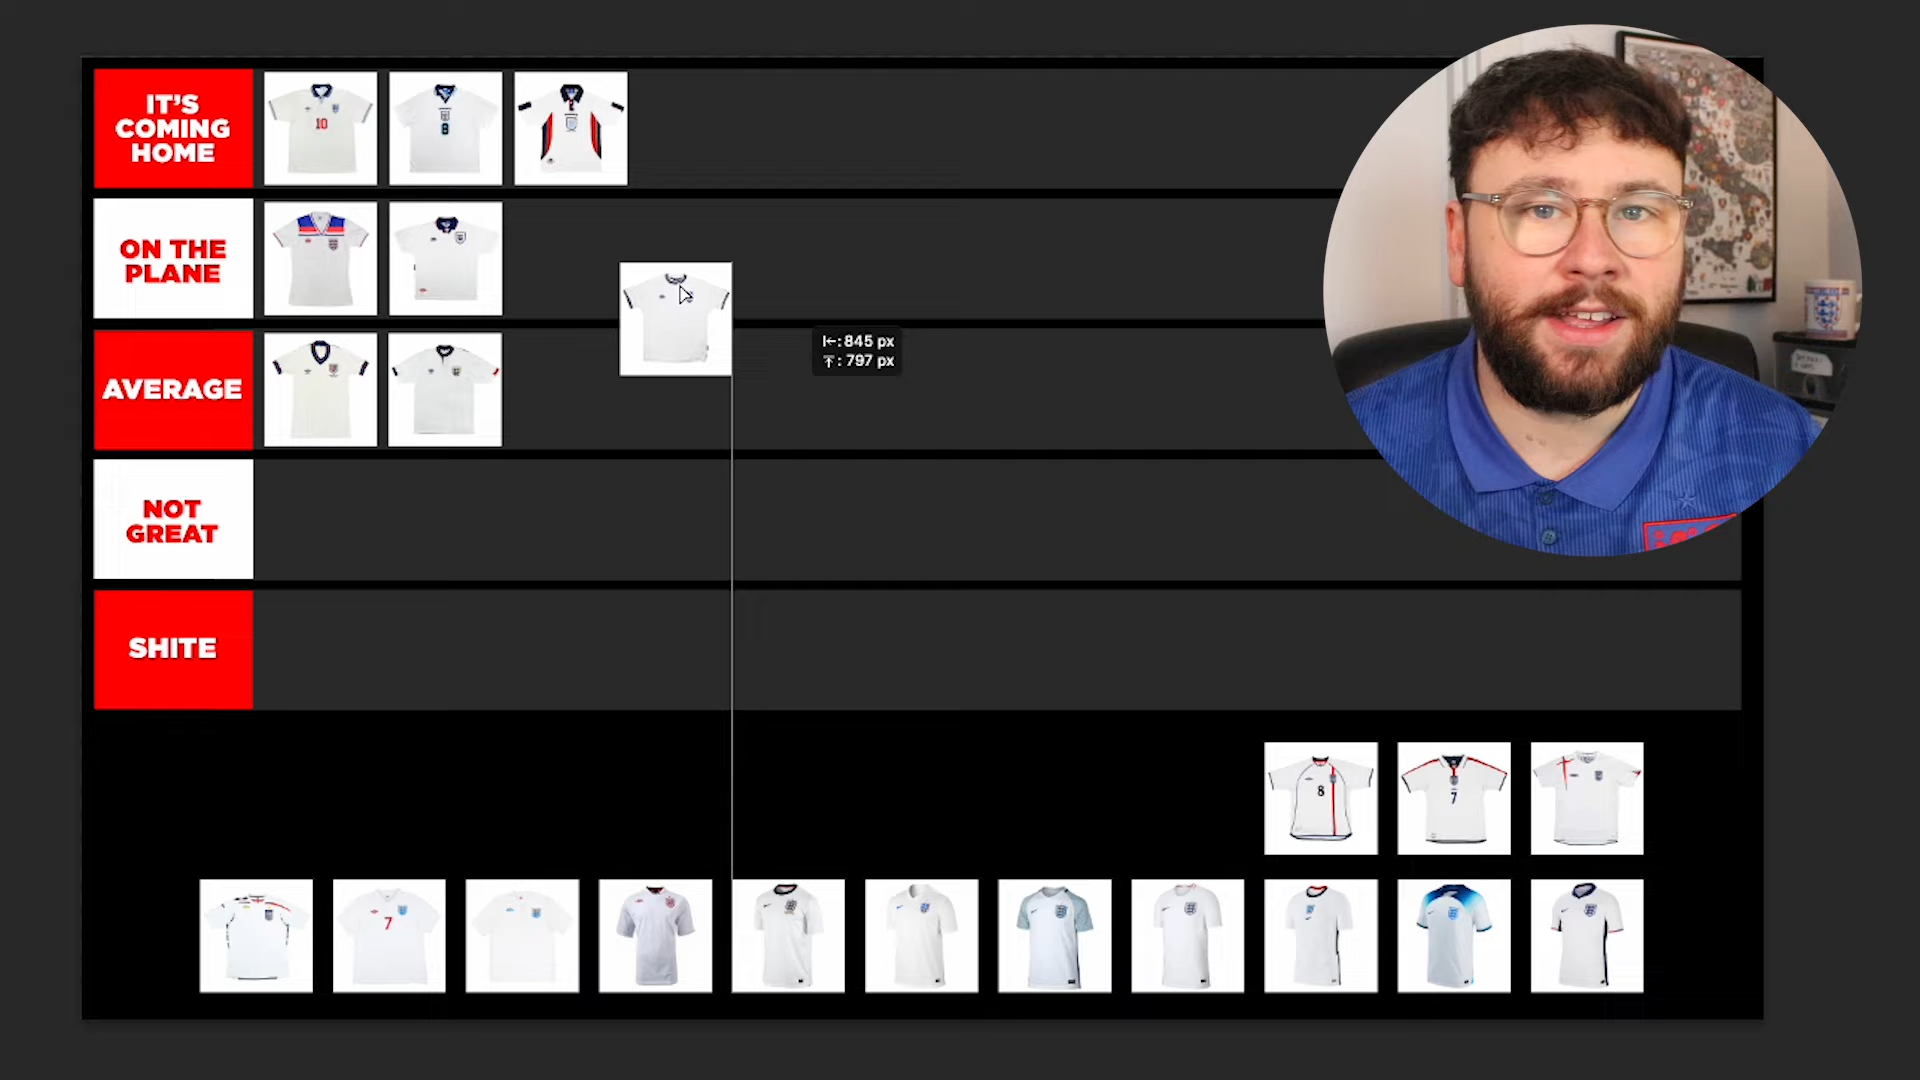 IT'S
COMING
HOME
10
8
ON THE
PLANE
845 px
797 px
AVERAGE
NOT
GREAT
SHITE
8
7
7